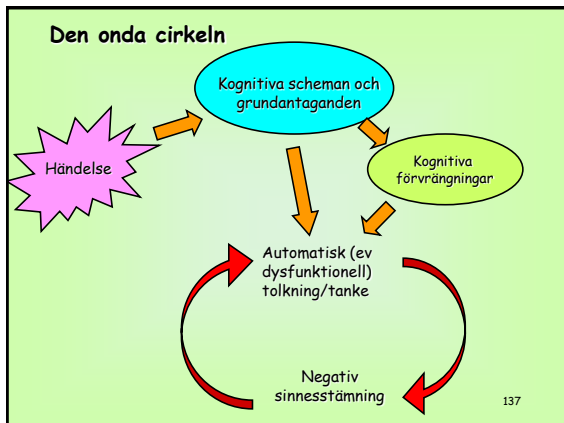 Den onda cirkeln
Kognitiva scheman och
grundantaganden
Händelse
Kognitiva
förvrängningar
Automatisk (ev
dysfunktionell)
tolkning/tanke
Negativ
sinnesstämning
137